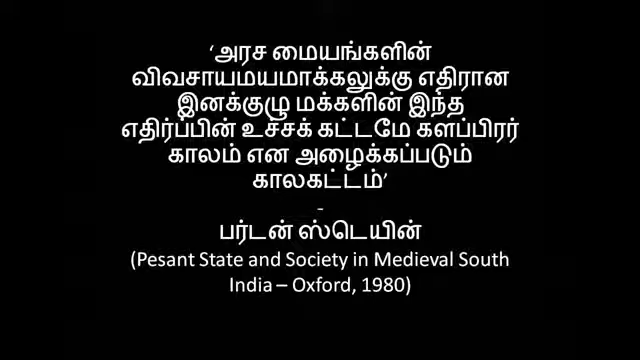 ‘அரச மையங்களின்
விவசாயமயமாக்கலுக்கு எதிரான
இனக்குழு மக்களின் இந்த
எதிர்ப்பின் உச்சக் கட்டமே களப்பிரர்
காலம் என அழைக்கப்படும்
காலகட்டம்’
-
பர்டன் ஸ்டெயின்
(Pesant State and Society in Medieval South
India – Oxford, 1980)